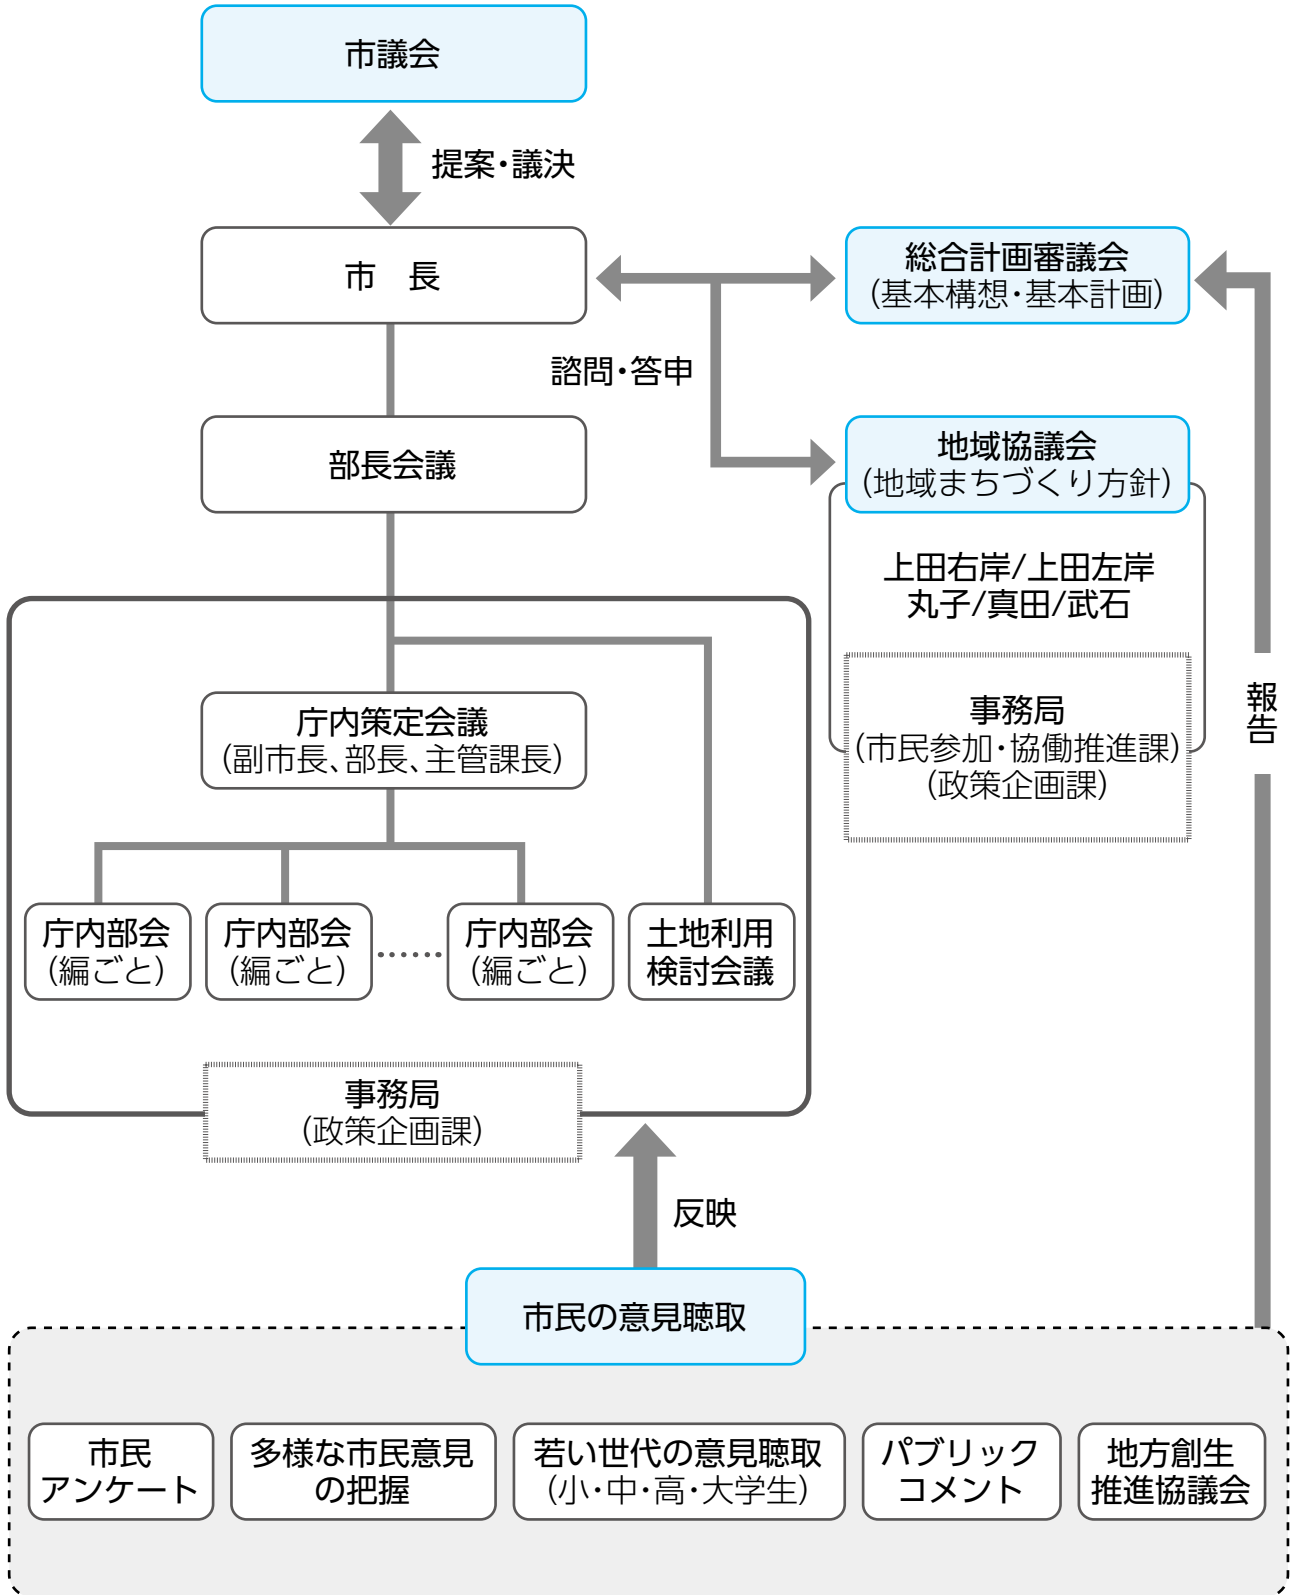 市議会
提案・議決
市　長
総合計画審議会
（基本構想・基本計画）
諮問・答申
部長会議
地域協議会
（地域まちづくり方針）
上田右岸/上田左岸
丸子/真田/武石
事務局
（市民参加・協働推進課）
（政策企画課）
報告
庁内策定会議
（副市長、部長、主管課長）
庁内部会
（編ごと）
庁内部会
（編ごと）
庁内部会
（編ごと）
土地利用
検討会議
事務局
（政策企画課）
反映
市民の意見聴取
市民
アンケート
多様な市民意見
の把握
若い世代の意見聴取
（小・中・高・大学生）
パブリック
コメント
地方創生
推進協議会